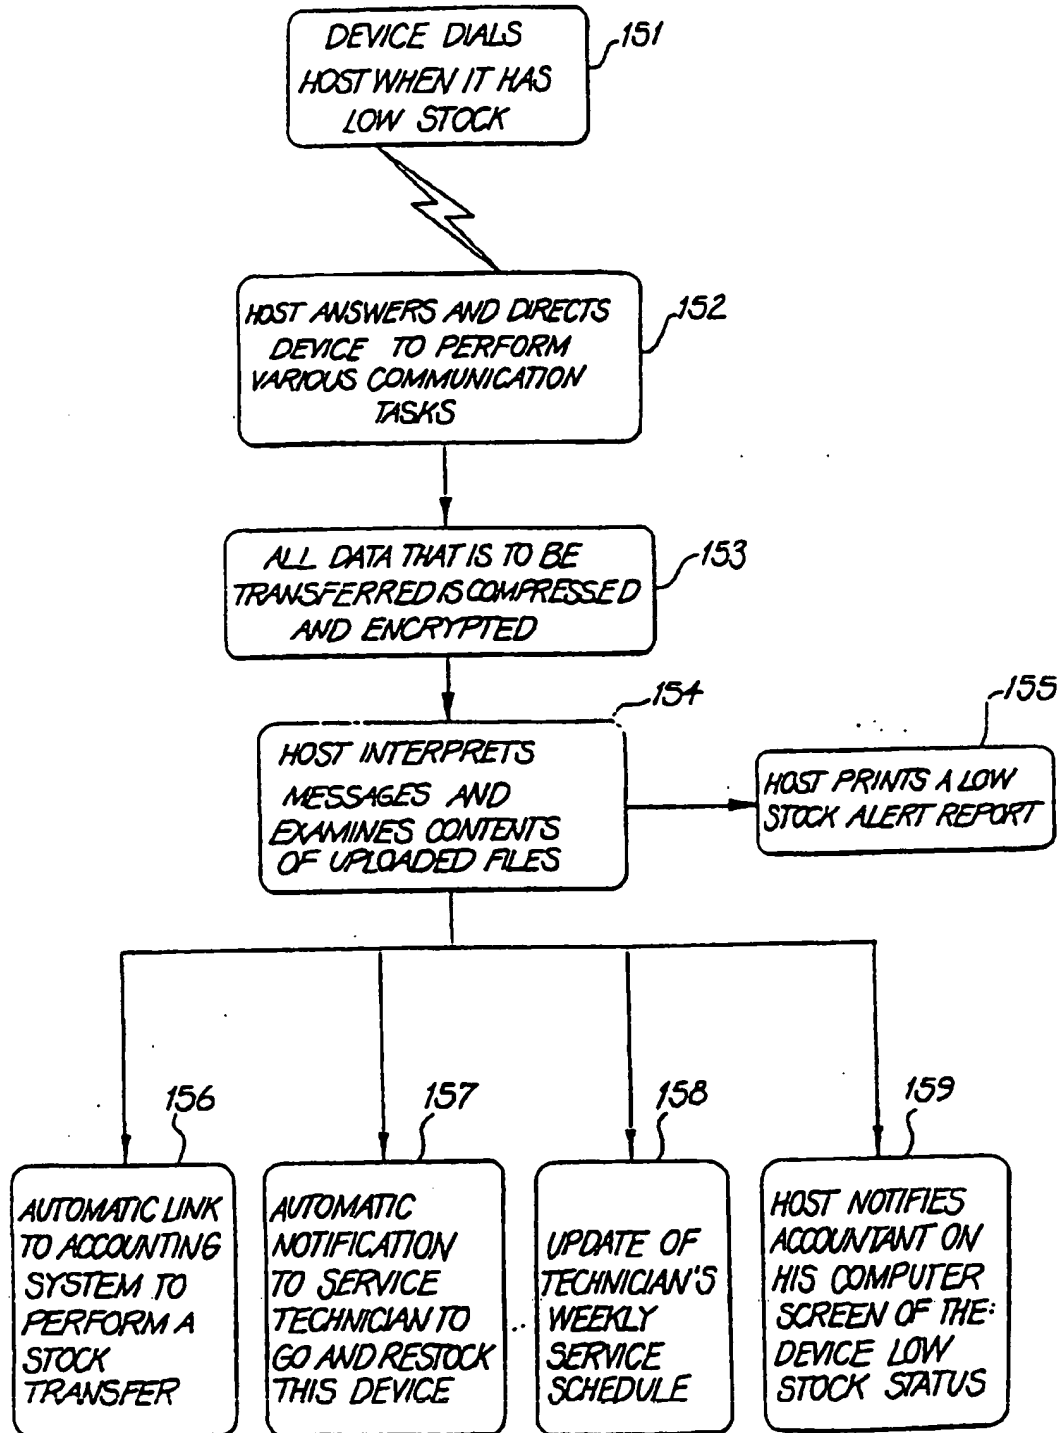 DEVICE DIALS
HOST WHEN IT HAS
LOW STOCK
151
HOST ANSWERS AND DIRECTS
DEVICE TO PERFORM
VARIOUS COMMUNICATION
TASKS
152
ALL DATA THAT IS TO BE
TRANSFERRED IS COMPRESSED
AND ENCRYPTED
153
154
HOST INTERPRETS
MESSAGES AND
EXAMINES CONTENTS
OF UPLOADED FILES
155
HOST PRINTS A LOW
STOCK ALERT REPORT
156
AUTOMATIC LINK
TO ACCOUNTING
SYSTEM TO
PERFORM A
STOCK
TRANSFER
157
AUTOMATIC
NOTIFICATION
TO SERVICE
TECHNICIAN TO
GO AND RESTOCK
THIS DEVICE
158
UPDATE OF
TECHNICIAN'S
WEEKLY
SERVICE
SCHEDULE
159
HOST NOTIFIES
ACCOUNTANT ON
HIS COMPUTER
SCREEN OF THE
DEVICE LOW
STOCK STATUS